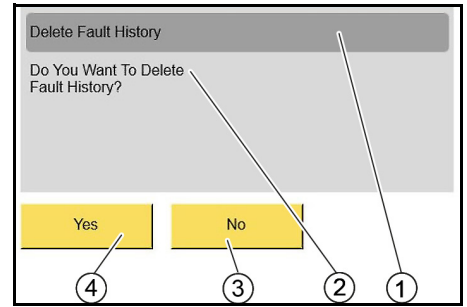 Delete Fault History
Do You Want To Delete
Fault History?
Yes
No
4
3
2
1